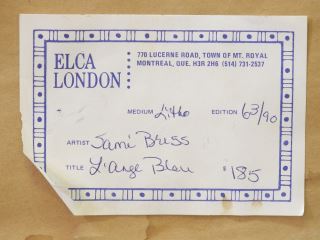 ELCA LONDON
770 LUCERNE ROAD, TOWN OF MT. ROYAL
MONTREAL, QUE. H3R 2H6 (514) 731-2537
MEDIUM Litho EDITION 63/90
ARTIST Sami Briss
TITLE L'Ange Bleu $185